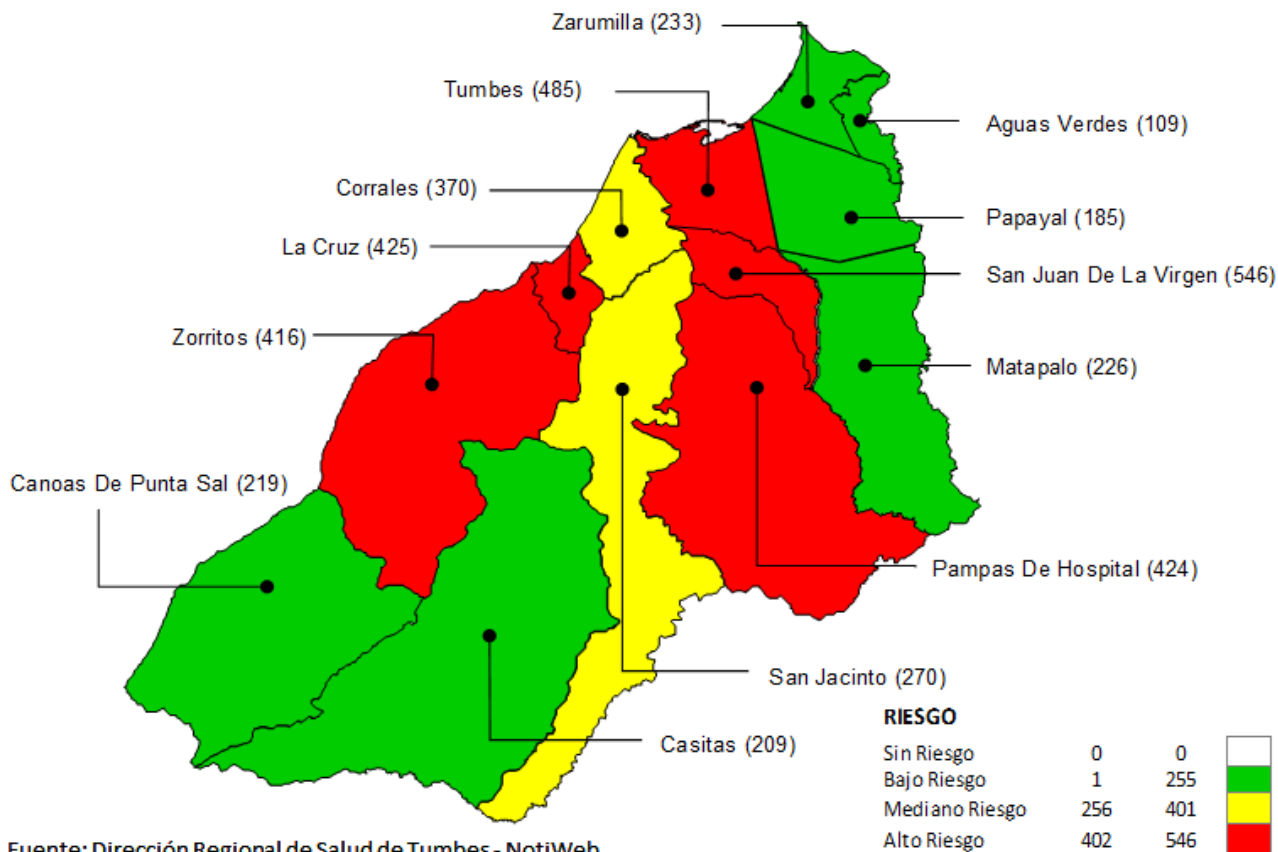 Zarumilla (233)
Tumbes (485)
Aguas Verdes (109)
Corrales (370)
Papayal (185)
La Cruz (425)
San Juan De La Virgen (546)
Zorritos (416)
Matapalo (226)
Canoas De Punta Sal (219)
Pampas De Hospital (424)
San Jacinto (270)
Casitas (209)
RIESGO
Sin Riesgo 0 0
Bajo Riesgo 1 255
Mediano Riesgo 256 401
Alto Riesgo 402 546
Fuente: Dirección Regional de Salud de Tumbes - NotiWeb